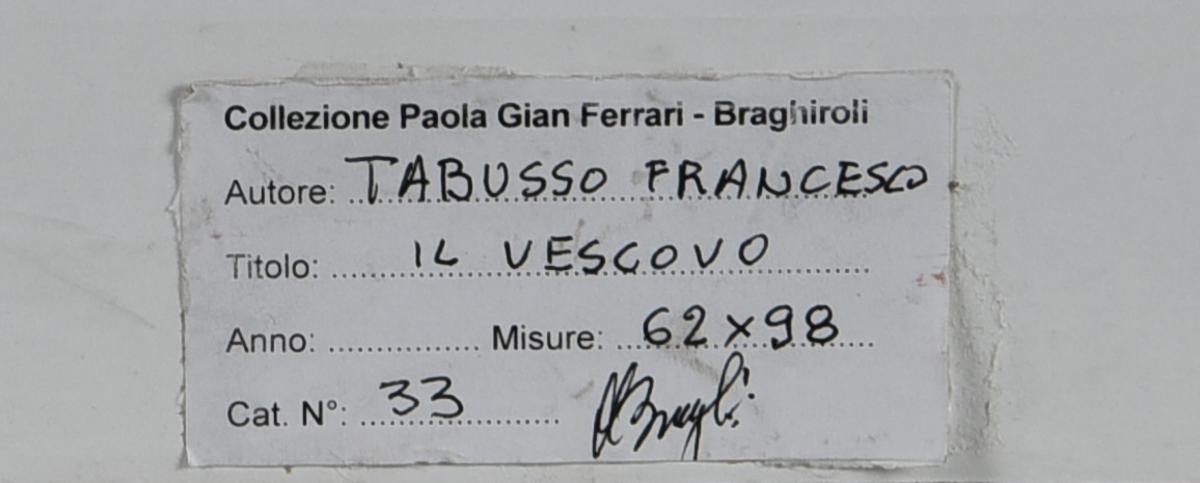 Collezione Paola Gian Ferrari - Braghiroli
Autore: TABUSSO FRANCESCO
Titolo: IL VESCOVO
Anno: ................ Misure: 62x98
Cat. N°: 33